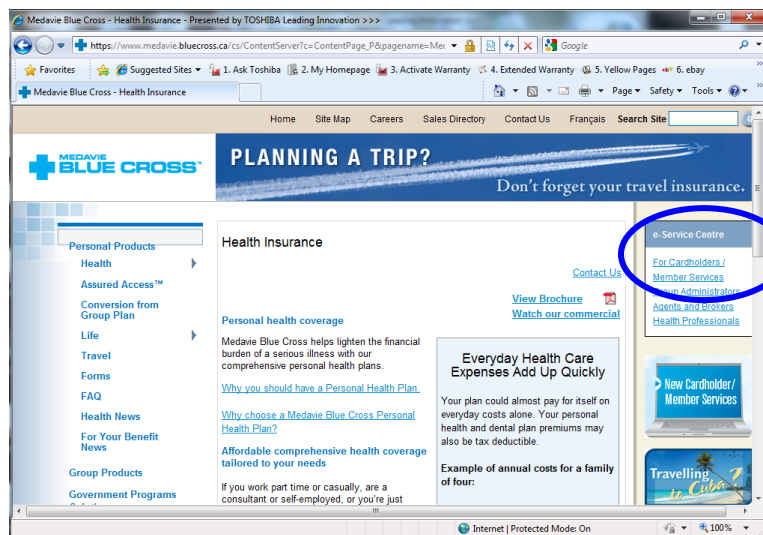 Medavie Blue Cross - Health Insurance - Presented by TOSHIBA Leading Innovation >>>
https://www.medavie.bluecross.ca/cs/ContentServer?c=ContentPage_P&pagename=Mec
Google
Favorites Suggested Sites 1. Ask Toshiba 2. My Homepage 3. Activate Warranty 4. Extended Warranty 5. Yellow Pages 6. ebay
Medavie Blue Cross - Health Insurance
Page Safety Tools
Home Site Map Careers Sales Directory Contact Us Français Search Site
MEDAVIE
BLUE CROSS
PLANNING A TRIP?
Don't forget your travel insurance.
Personal Products
Health
Assured Access™
Conversion from
Group Plan
Life
Travel
Forms
FAQ
Health News
For Your Benefit
News
Group Products
Government Programs
Health Insurance
Contact Us
View Brochure
Watch our commercial
Personal health coverage
Medavie Blue Cross helps lighten the financial
burden of a serious illness with our
comprehensive personal health plans.
Why you should have a Personal Health Plan.
Why choose a Medavie Blue Cross Personal
Health Plan?
Affordable comprehensive health coverage
tailored to your needs
If you work part time or casually, are a
consultant or self-employed, or you're just
Everyday Health Care
Expenses Add Up Quickly
Your plan could almost pay for itself on
everyday costs alone. Your personal
health and dental plan premiums may
also be tax deductible.
Example of annual costs for a family
of four:
e-Service Centre
For Cardholders /
Member Services
Group Administrators
Agents and Brokers
Health Professionals
New Cardholder/
Member Services
Travelling
to Cuba?
Internet | Protected Mode: On
100%